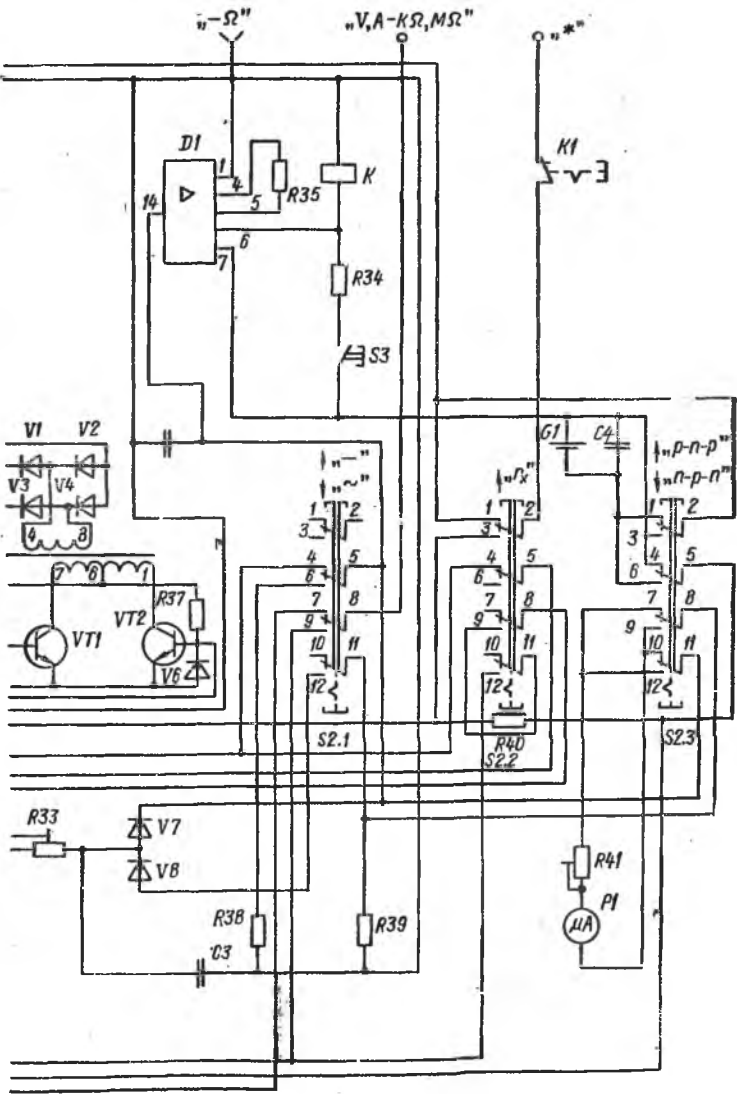 „-Ω"
„V,A-KΩ,MΩ"
„*"
D1
1
4
K
K1
R35
14
5
6
7
R34
S3
V1 V2
G1 C4
„p-n-p"
„—"
„~"
„rx"
„n-p-n"
V3 V4
1 2
3
1 2
3
1 2
3
4 8
4 5
6
4 5
6
4 5
6
7 6 1
R37
7 8
9
7 8
9
7 8
9
VT1
VT2
V6
10 11
12
10 11
12
10 11
12
S2.1
R40
S2.2
S2.3
R33
V7
V8
R41
P1
μA
R38
R39
C3